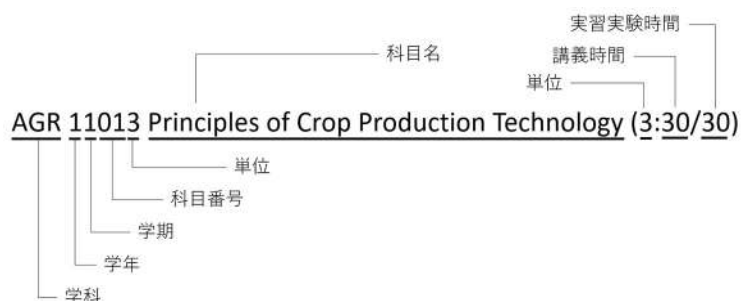 実習実験時間
科目名
講義時間
単位
AGR 11013 Principles of Crop Production Technology (3:30/30)
単位
科目番号
学期
学年
学科